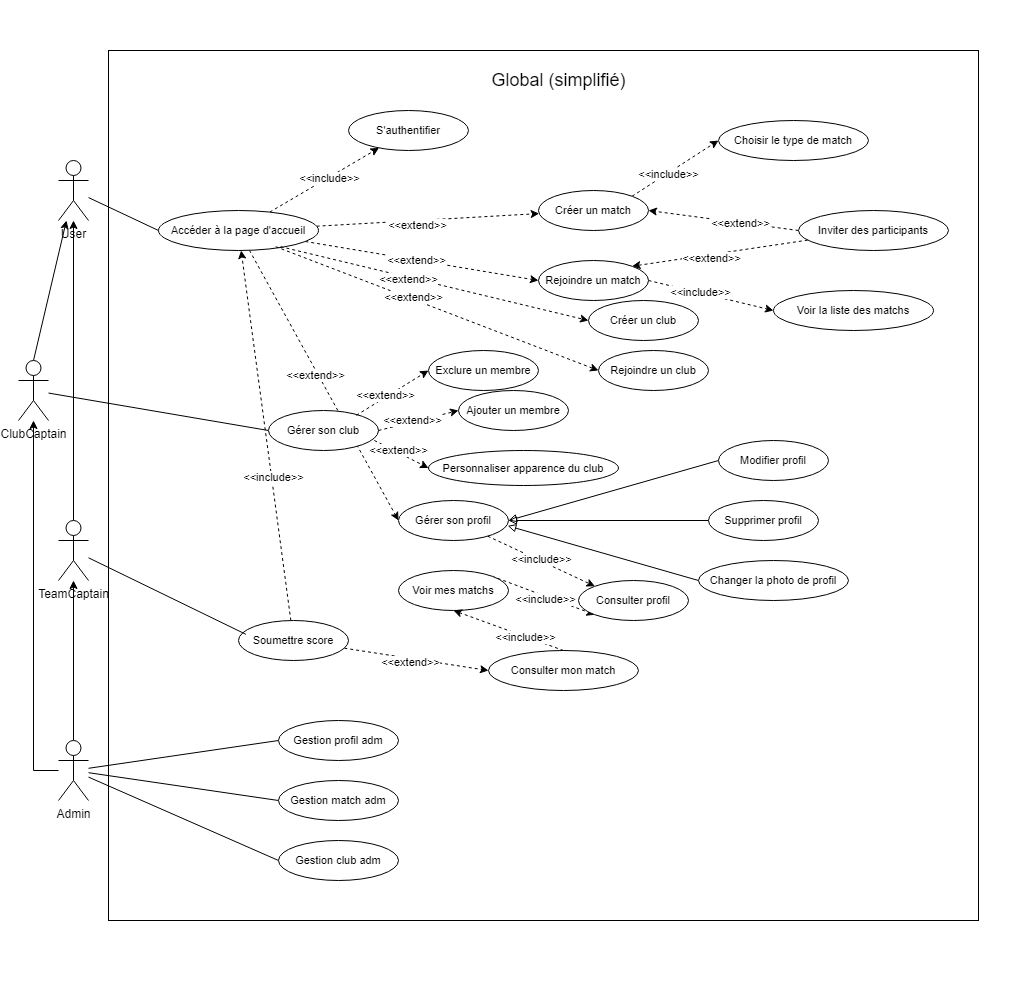 Global (simplifié)
S'authentifier
Choisir le type de match
<<include>>
<<include>>
Créer un match
User
Accéder à la page d'accueil
<<extend>>
<<extend>>
Inviter des participants
<<extend>>
<<extend>>
Rejoindre un match
<<extend>>
<<include>>
<<extend>>
Voir la liste des matchs
Créer un club
Rejoindre un club
Exclure un membre
<<extend>>
<<extend>>
Ajouter un membre
<<extend>>
ClubCaptain
Gérer son club
<<extend>>
Personnaliser apparence du club
Modifier profil
<<include>>
Gérer son profil
Supprimer profil
<<include>>
TeamCaptain
Voir mes matchs
<<include>>
Consulter profil
Changer la photo de profil
Soumettre score
<<include>>
<<extend>>
Consulter mon match
Gestion profil adm
Gestion match adm
Admin
Gestion club adm